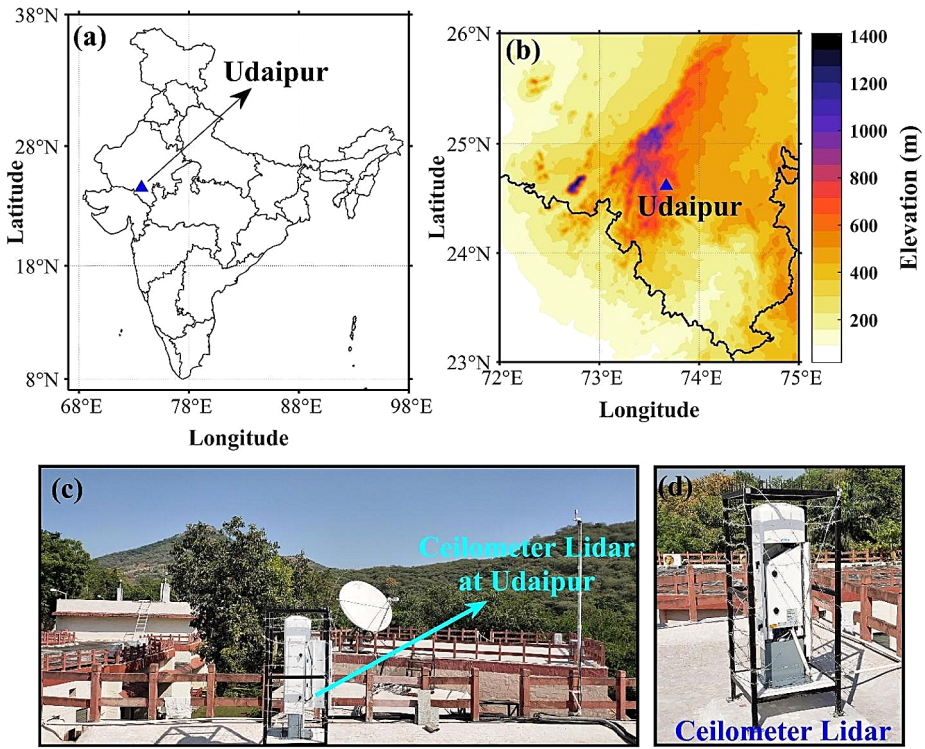 (a)
Udaipur
38°N
28°N
18°N
8°N
Latitude
68°E
78°E
88°E
98°E
Longitude
(b)
Udaipur
26°N
25°N
24°N
23°N
Latitude
72°E
73°E
74°E
75°E
Longitude
1400
1200
1000
800
600
400
200
Elevation (m)
(c)
Ceilometer Lidar
at Udaipur
(d)
Ceilometer Lidar